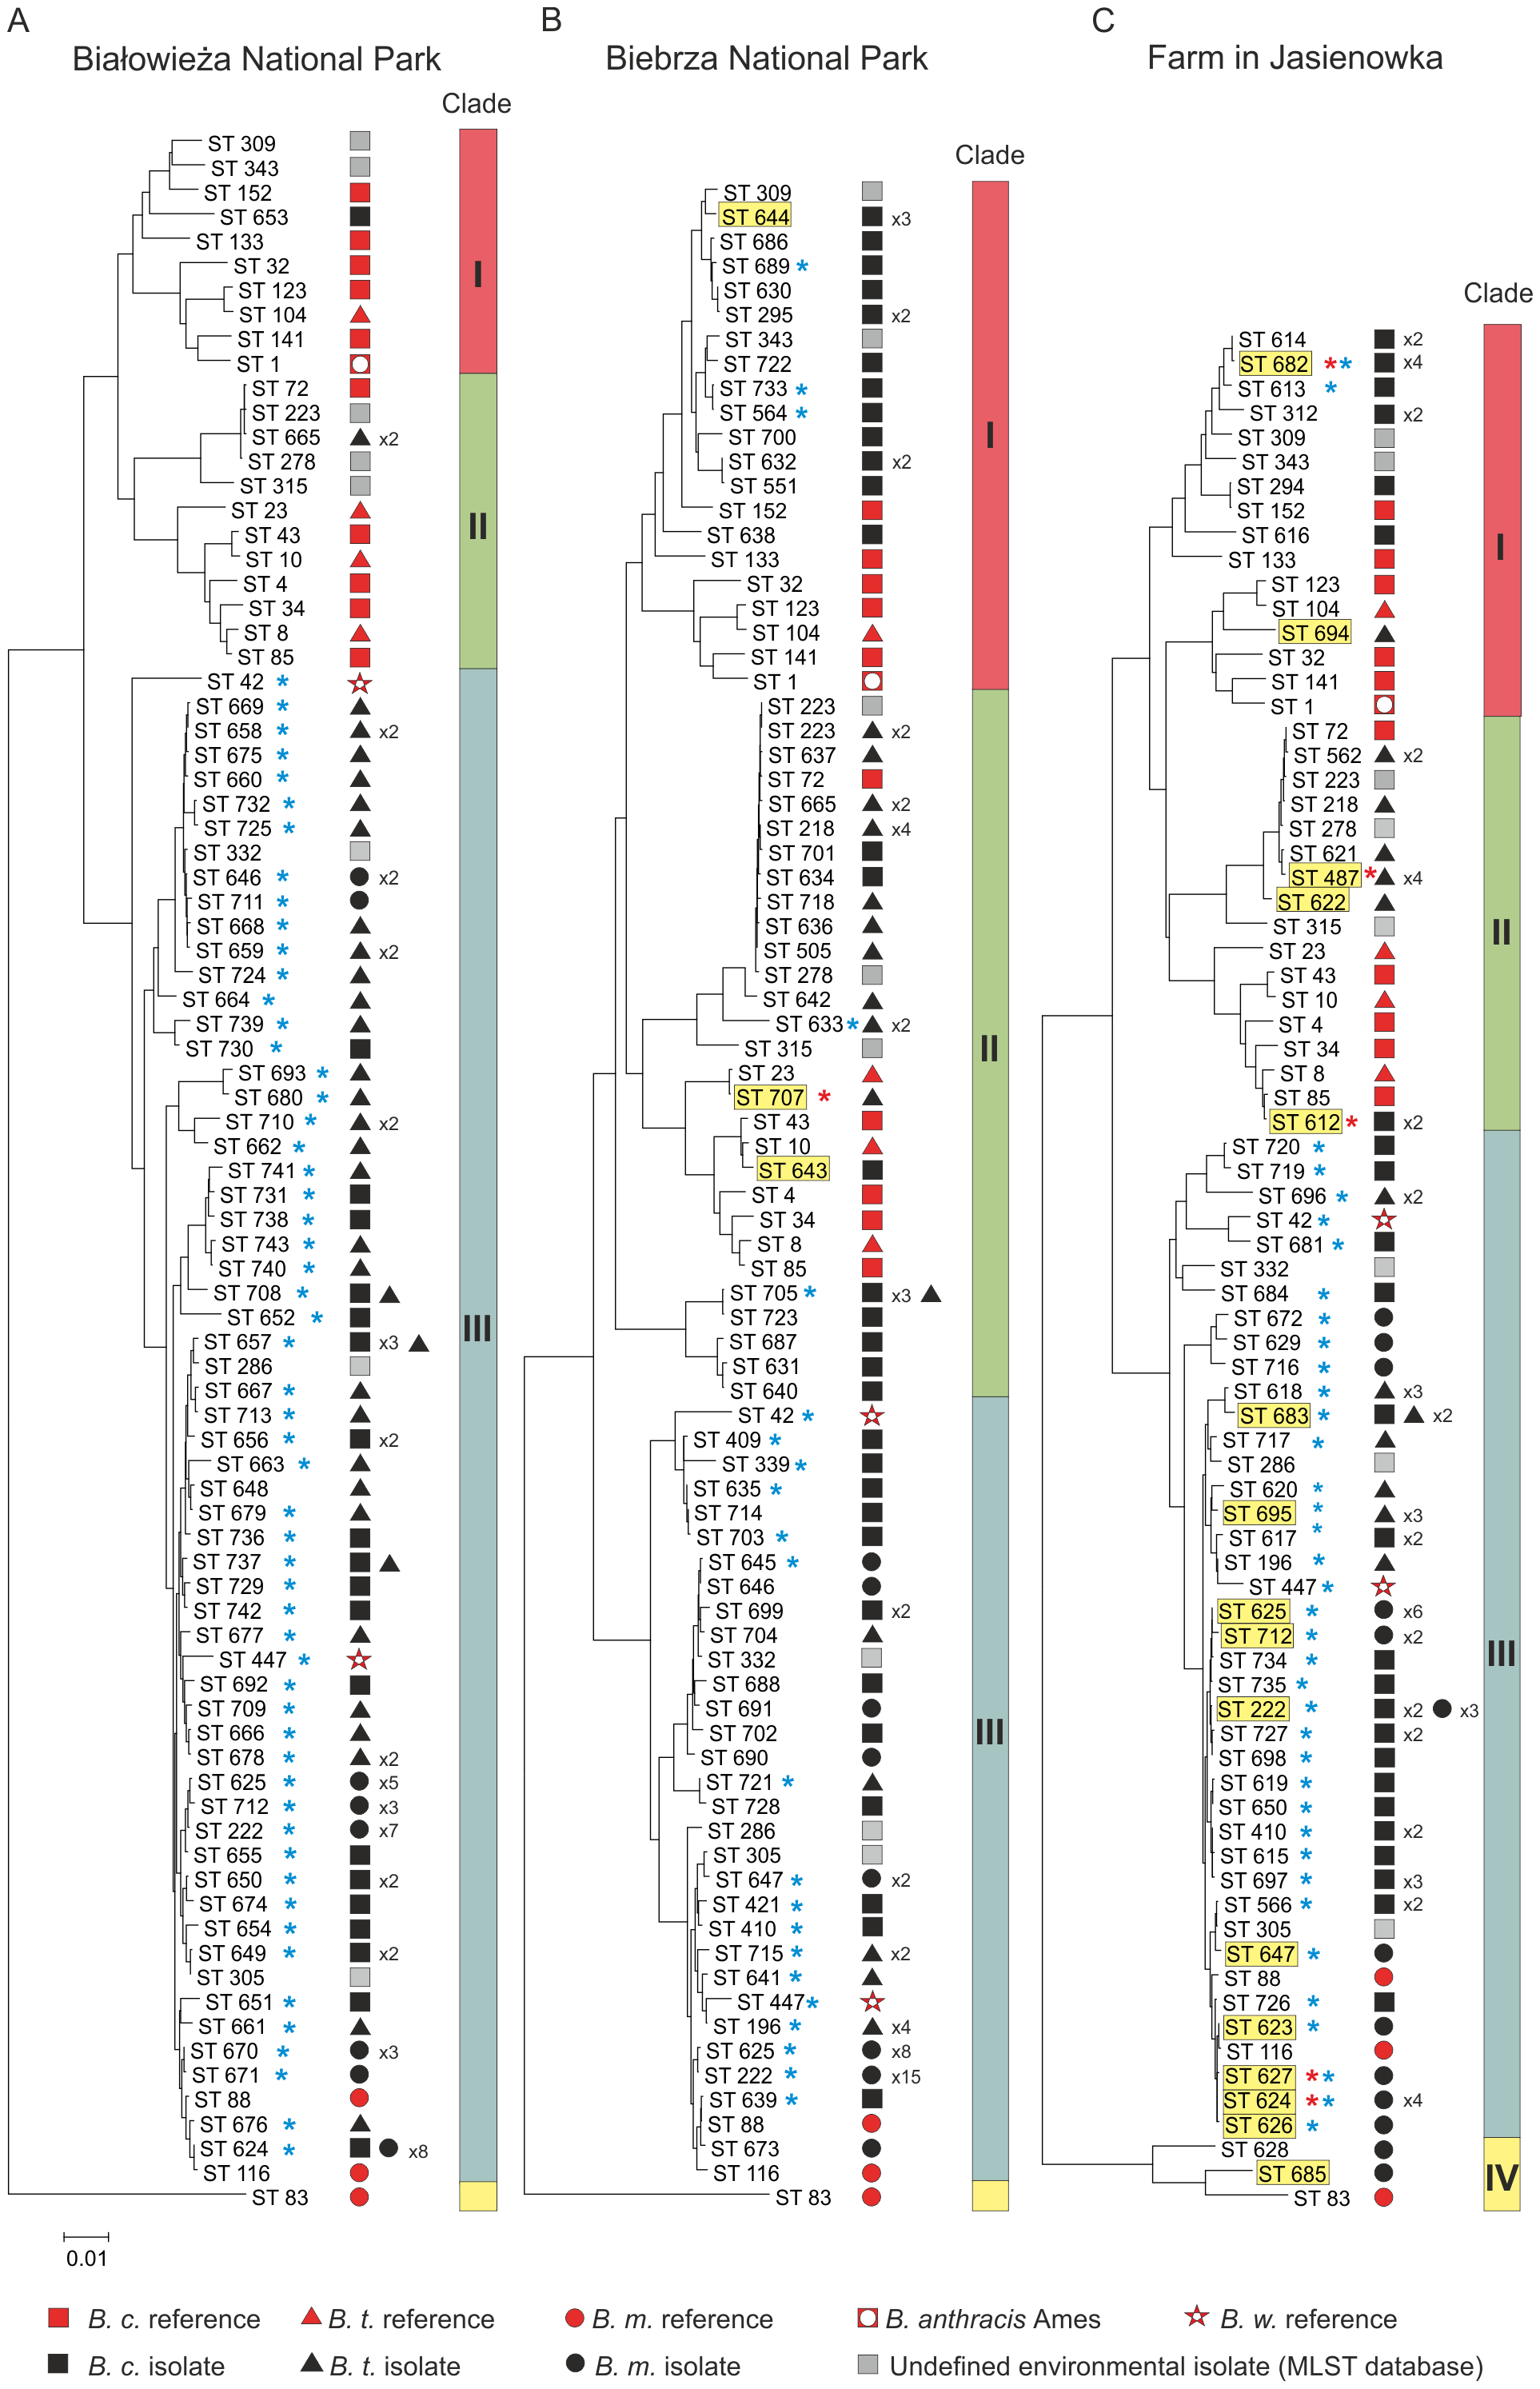 A
Białowieża National Park
Clade
ST 309
ST 343
ST 152
ST 653
ST 133
ST 32
ST 123
ST 104
ST 141
ST 1
I
ST 72
ST 223
ST 665 x2
ST 278
ST 315
ST 23
ST 43
ST 10
ST 4
ST 34
ST 8
ST 85
II
ST 42 *
ST 669 *
ST 658 * x2
ST 675 *
ST 660 *
ST 732 *
ST 725 *
ST 332
ST 646 * x2
ST 711 *
ST 668 *
ST 659 * x2
ST 724 *
ST 664 *
ST 739 *
ST 730 *
ST 693 *
ST 680 *
ST 710 * x2
ST 662 *
ST 741 *
ST 731 *
ST 738 *
ST 743 *
ST 740 *
ST 708 *
ST 652 *
ST 657 * x3
ST 286
ST 667 *
ST 713 *
ST 656 * x2
ST 663 *
ST 648
ST 679 *
ST 736 *
ST 737 *
ST 729 *
ST 742 *
ST 677 *
ST 447 *
ST 692 *
ST 709 *
ST 666 *
ST 678 * x2
ST 625 * x5
ST 712 * x3
ST 222 * x7
ST 655 *
ST 650 * x2
ST 674 *
ST 654 *
ST 649 * x2
ST 305
ST 651 *
ST 661 *
ST 670 * x3
ST 671 *
ST 88
ST 676 *
ST 624 * x8
ST 116
III
ST 83
0.01
B
Biebrza National Park
Clade
ST 309
ST 644 x3
ST 686
ST 689 *
ST 630
ST 295 x2
ST 343
ST 722
ST 733 *
ST 564 *
ST 700
ST 632 x2
ST 551
ST 152
ST 638
ST 133
ST 32
ST 123
ST 104
ST 141
ST 1
I
ST 223
ST 223 x2
ST 637
ST 72
ST 665 x2
ST 218 x4
ST 701
ST 634
ST 718
ST 636
ST 505
ST 278
ST 642
ST 633 * x2
ST 315
ST 23
ST 707 *
ST 43
ST 10
ST 643
ST 4
ST 34
ST 8
ST 85
ST 705 * x3
ST 723
ST 687
ST 631
ST 640
II
ST 42 *
ST 409 *
ST 339 *
ST 635 *
ST 714
ST 703 *
ST 645 *
ST 646
ST 699 x2
ST 704
ST 332
ST 688
ST 691
ST 702
ST 690
ST 721 *
ST 728
ST 286
ST 305
ST 647 * x2
ST 421 *
ST 410 *
ST 715 * x2
ST 641 *
ST 447 *
ST 196 * x4
ST 625 * x8
ST 222 * x15
ST 639 *
ST 88
ST 673
ST 116
III
ST 83
C
Farm in Jasienowka
Clade
ST 614 x2
ST 682 ** x4
ST 613 *
ST 312 x2
ST 309
ST 343
ST 294
ST 152
ST 616
ST 133
ST 123
ST 104
ST 694
ST 32
ST 141
ST 1
I
ST 72
ST 562 x2
ST 223
ST 218
ST 278
ST 621
ST 487 * x4
ST 622
ST 315
ST 23
ST 43
ST 10
ST 4
ST 34
ST 8
ST 85
ST 612 * x2
II
ST 720 *
ST 719 *
ST 696 * x2
ST 42 *
ST 681 *
ST 332
ST 684 *
ST 672 *
ST 629 *
ST 716 *
ST 618 * x3
ST 683 * x2
ST 717 *
ST 286
ST 620 *
ST 695 * x3
ST 617 * x2
ST 196 *
ST 447 *
ST 625 * x6
ST 712 * x2
ST 734 *
ST 735 *
ST 222 * x2 x3
ST 727 * x2
ST 698 *
ST 619 *
ST 650 *
ST 410 * x2
ST 615 *
ST 697 * x3
ST 566 * x2
ST 305
ST 647 *
ST 88
ST 726 *
ST 623 *
ST 116
ST 627 **
ST 624 ** x4
ST 626 *
III
ST 628
ST 685
ST 83
IV
B. c. reference
B. t. reference
B. m. reference
B. anthracis Ames
B. w. reference
B. c. isolate
B. t. isolate
B. m. isolate
Undefined environmental isolate (MLST database)